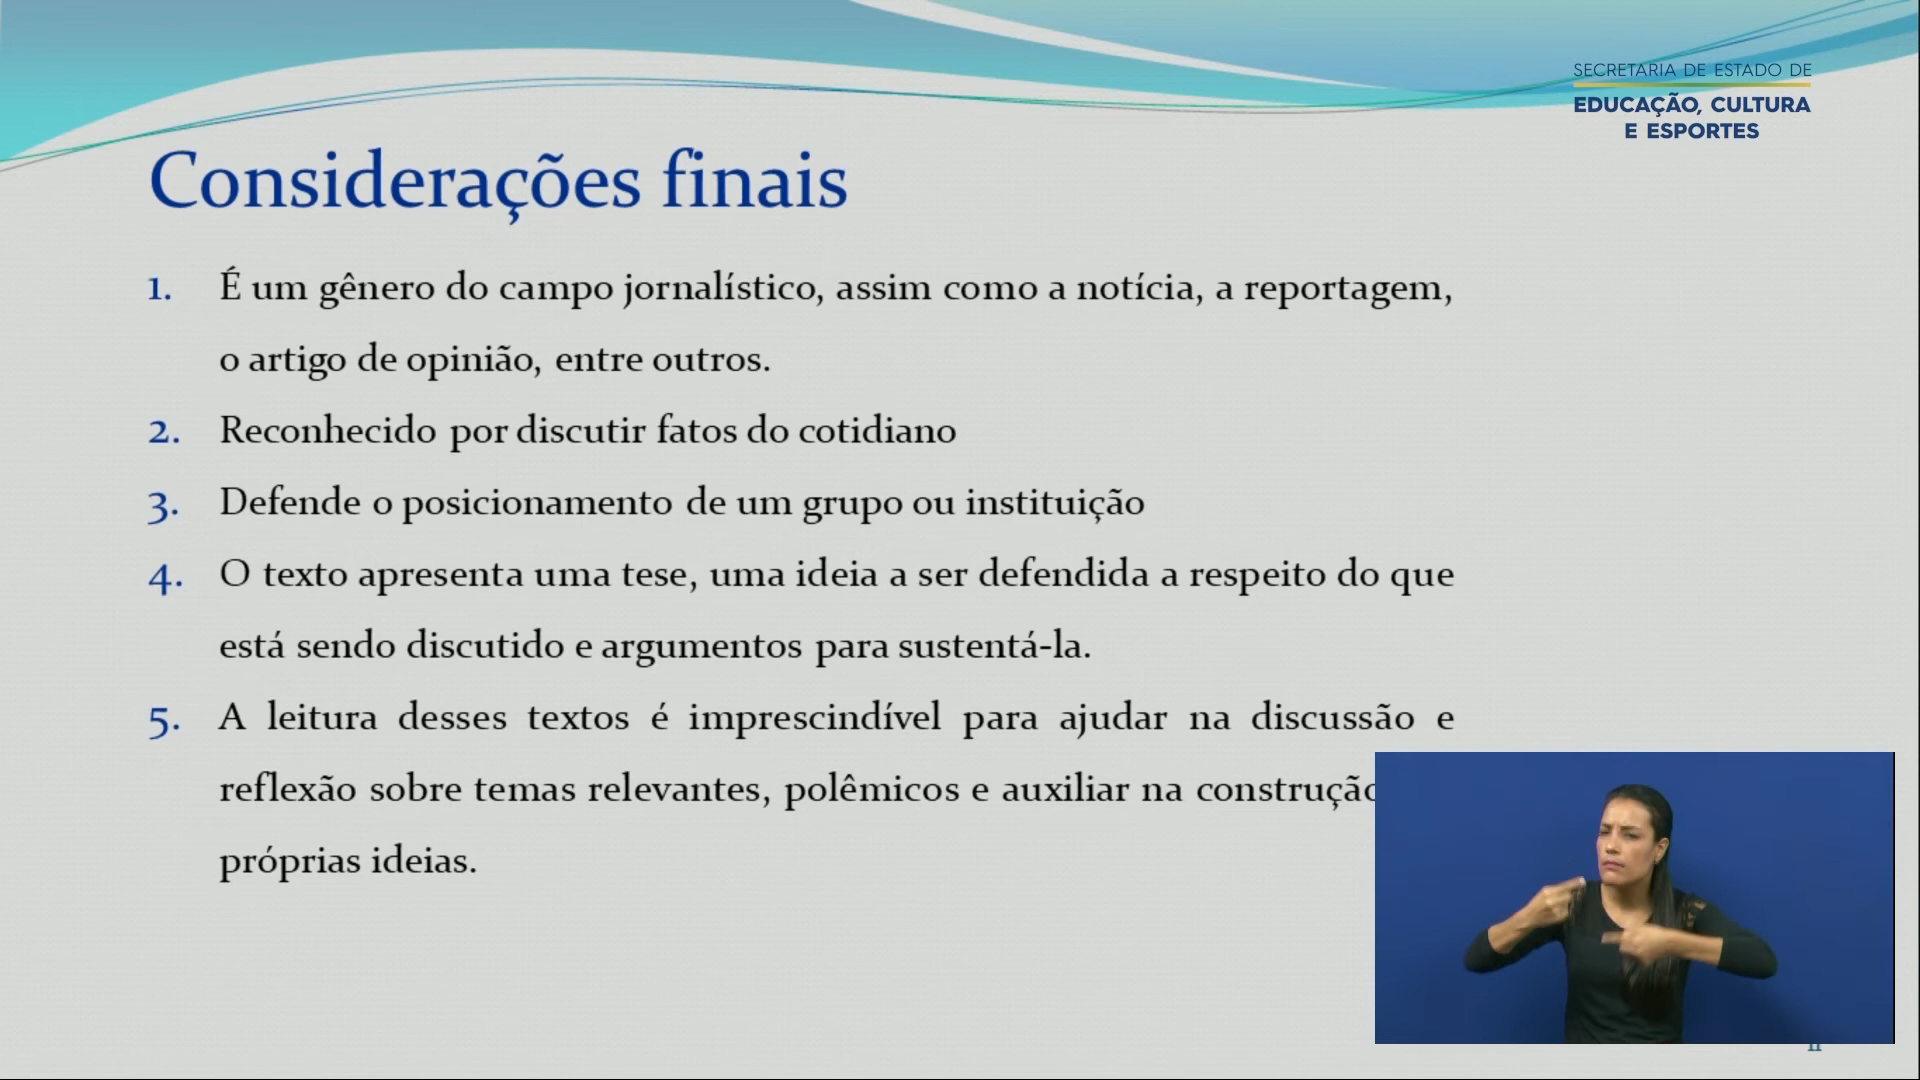 SECRETARIA DE ESTADO DE
EDUCAÇÃO, CULTURA
E ESPORTES
Considerações finais
1. É um gênero do campo jornalístico, assim como a notícia, a reportagem,
o artigo de opinião, entre outros.
2. Reconhecido por discutir fatos do cotidiano
3. Defende o posicionamento de um grupo ou instituição
4. O texto apresenta uma tese, uma ideia a ser defendida a respeito do que
está sendo discutido e argumentos para sustentá-la.
5. A leitura desses textos é imprescindível para ajudar na discussão e
reflexão sobre temas relevantes, polêmicos e auxiliar na construção
próprias ideias.